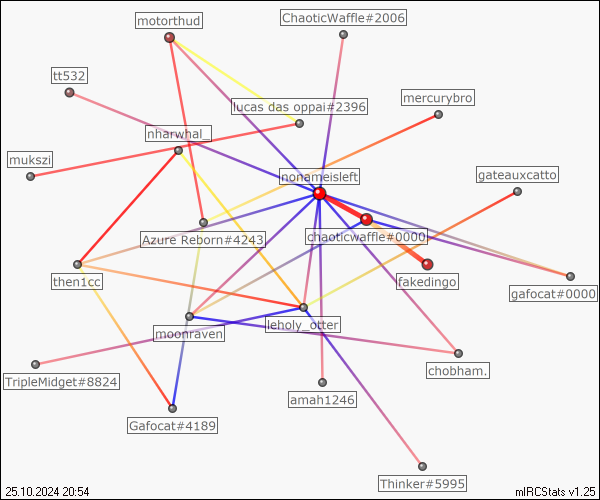 motorthud
ChaoticWaffle#2006
tt532
lucas das oppai#2396
mercurybro
nharwhal_
mukszi
nonameisleft
gateauxcatto
Azure Reborn#4243
chaoticwaffle#0000
then1cc
fakedingo
gafocat#0000
moonraven
leholy_otter
TripleMidget#8824
chobham.
amah1246
Gafocat#4189
Thinker#5995
25.10.2024 20:54
mIRCStats v1.25